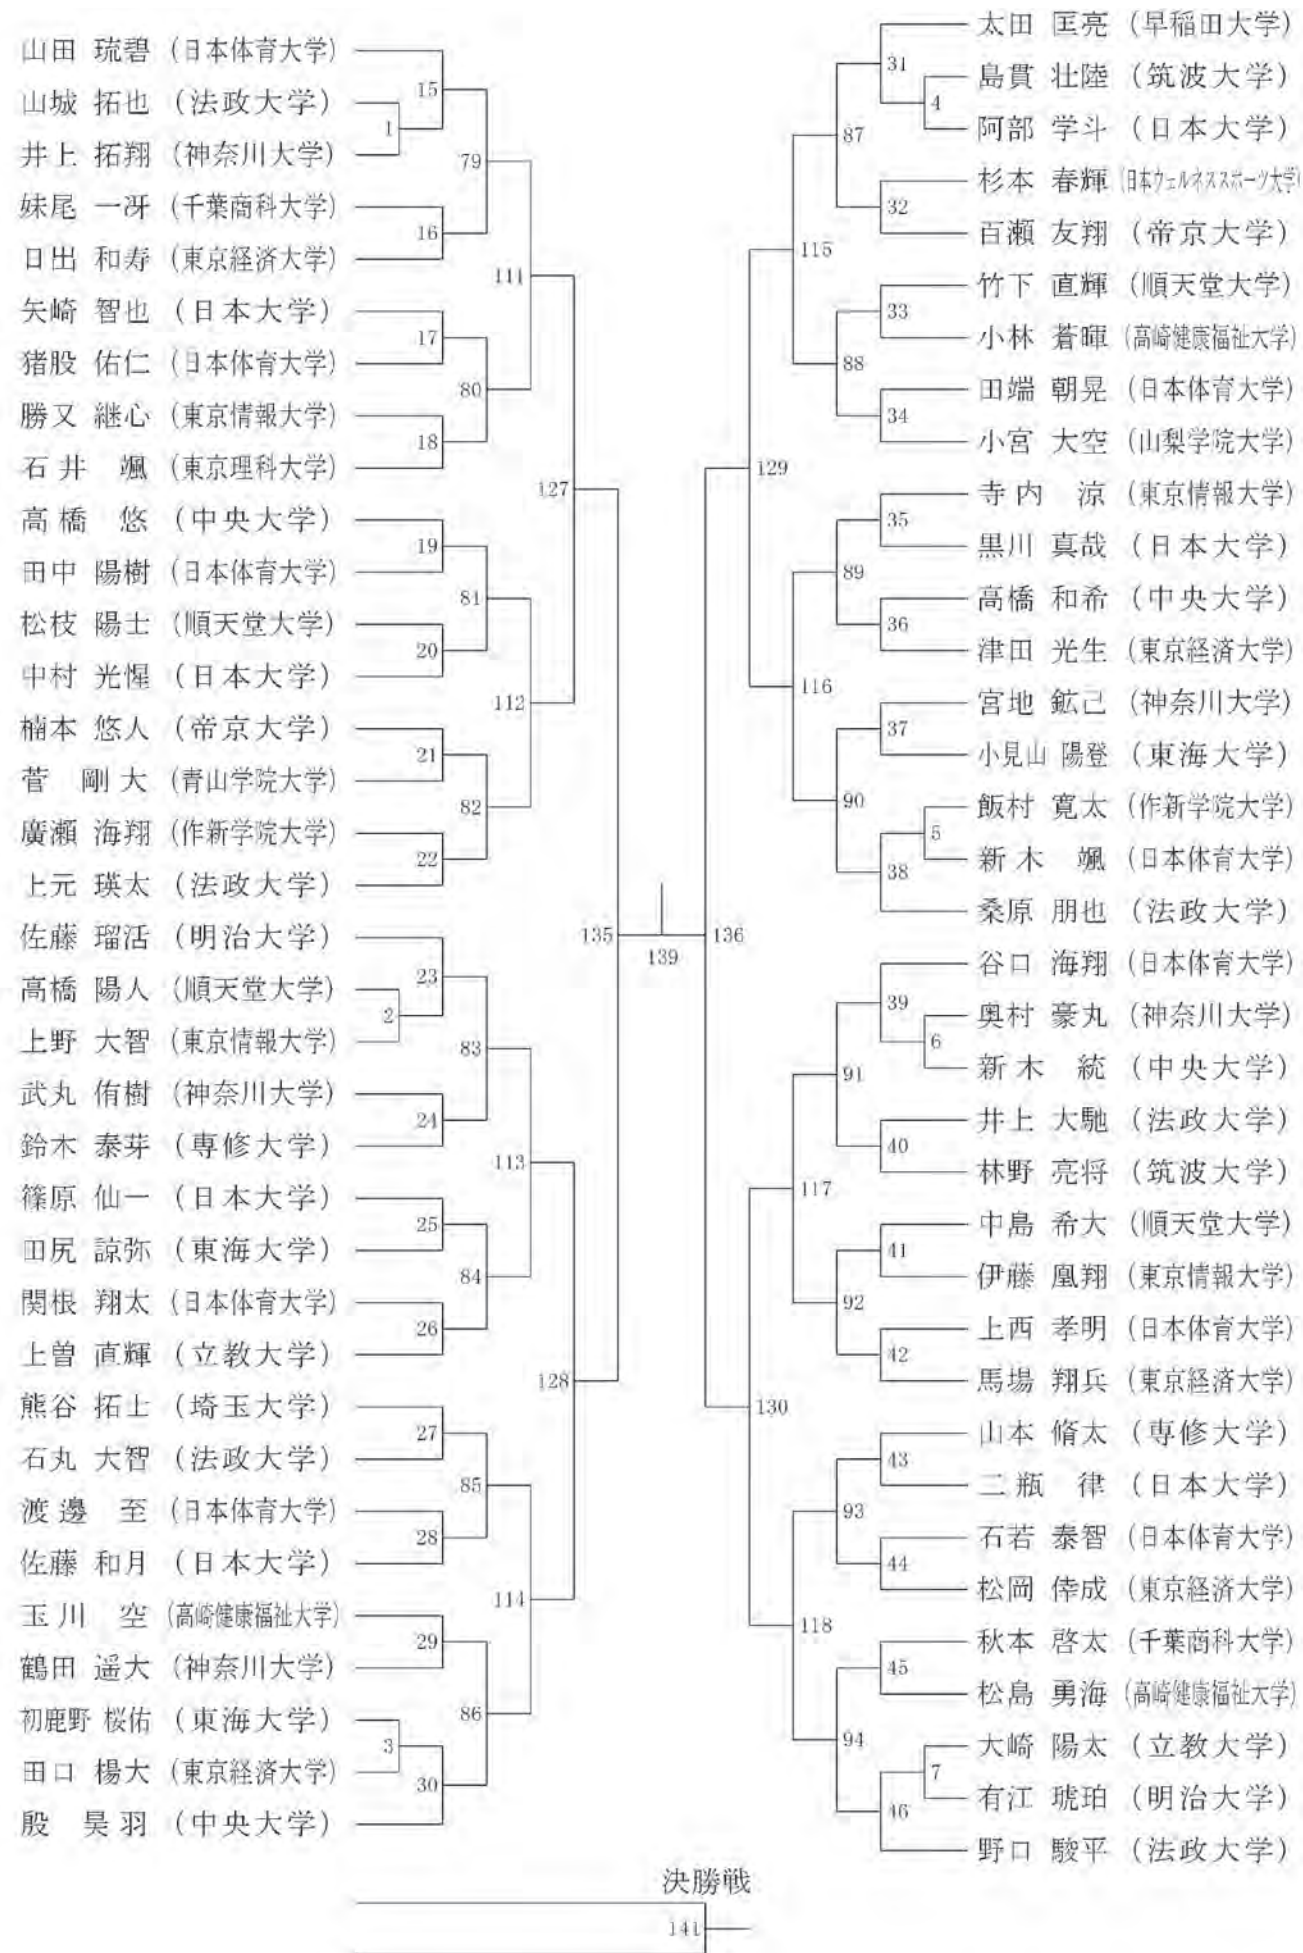 山田 琉碧 (日本体育大学)
山城 拓也 (法政大学)
井上 拓翔 (神奈川大学)
妹尾 一冴 (千葉商科大学)
日出 和寿 (東京経済大学)
矢崎 智也 (日本大学)
猪股 佑仁 (日本体育大学)
勝又 継心 (東京情報大学)
石井 颯 (東京理科大学)
高橋 悠 (中央大学)
田中 陽樹 (日本体育大学)
松枝 陽士 (順天堂大学)
中村 光惺 (日本大学)
楠本 悠人 (帝京大学)
菅 剛大 (青山学院大学)
廣瀬 海翔 (作新学院大学)
上元 瑛太 (法政大学)
佐藤 瑠活 (明治大学)
高橋 陽人 (順天堂大学)
上野 大智 (東京情報大学)
武丸 侑樹 (神奈川大学)
鈴木 泰芽 (専修大学)
篠原 仙一 (日本大学)
田尻 諒弥 (東海大学)
関根 翔太 (日本体育大学)
上曽 直輝 (立教大学)
熊谷 拓士 (埼玉大学)
石丸 大智 (法政大学)
渡邊 至 (日本体育大学)
佐藤 和月 (日本大学)
玉川 空 (高崎健康福祉大学)
鶴田 遥大 (神奈川大学)
初鹿野 桜佑 (東海大学)
田口 楊大 (東京経済大学)
殷 昊羽 (中央大学)
1
2
3
15
16
17
18
19
20
21
22
23
24
25
26
27
28
29
30
79
80
81
82
83
84
85
86
111
112
113
114
127
128
135
139
136
129
130
115
116
117
118
87
88
89
90
91
92
93
94
31
32
33
34
35
36
37
38
39
40
41
42
43
44
45
46
4
5
6
7
太田 匡亮 (早稲田大学)
島貫 壮陸 (筑波大学)
阿部 学斗 (日本大学)
杉本 春輝 (日本ウェルネススポーツ大学)
百瀬 友翔 (帝京大学)
竹下 直輝 (順天堂大学)
小林 蒼暉 (高崎健康福祉大学)
田端 朝晃 (日本体育大学)
小宮 大空 (山梨学院大学)
寺内 涼 (東京情報大学)
黒川 真哉 (日本大学)
高橋 和希 (中央大学)
津田 光生 (東京経済大学)
宮地 鉱己 (神奈川大学)
小見山 陽登 (東海大学)
飯村 寛太 (作新学院大学)
新木 颯 (日本体育大学)
桑原 朋也 (法政大学)
谷口 海翔 (日本体育大学)
奥村 豪丸 (神奈川大学)
新木 統 (中央大学)
井上 大馳 (法政大学)
林野 亮将 (筑波大学)
中島 希大 (順天堂大学)
伊藤 凰翔 (東京情報大学)
上西 孝明 (日本体育大学)
馬場 翔兵 (東京経済大学)
山本 脩太 (専修大学)
二瓶 律 (日本大学)
石若 泰智 (日本体育大学)
松岡 倖成 (東京経済大学)
秋本 啓太 (千葉商科大学)
松島 勇海 (高崎健康福祉大学)
大崎 陽太 (立教大学)
有江 琥珀 (明治大学)
野口 駿平 (法政大学)
決勝戦
141